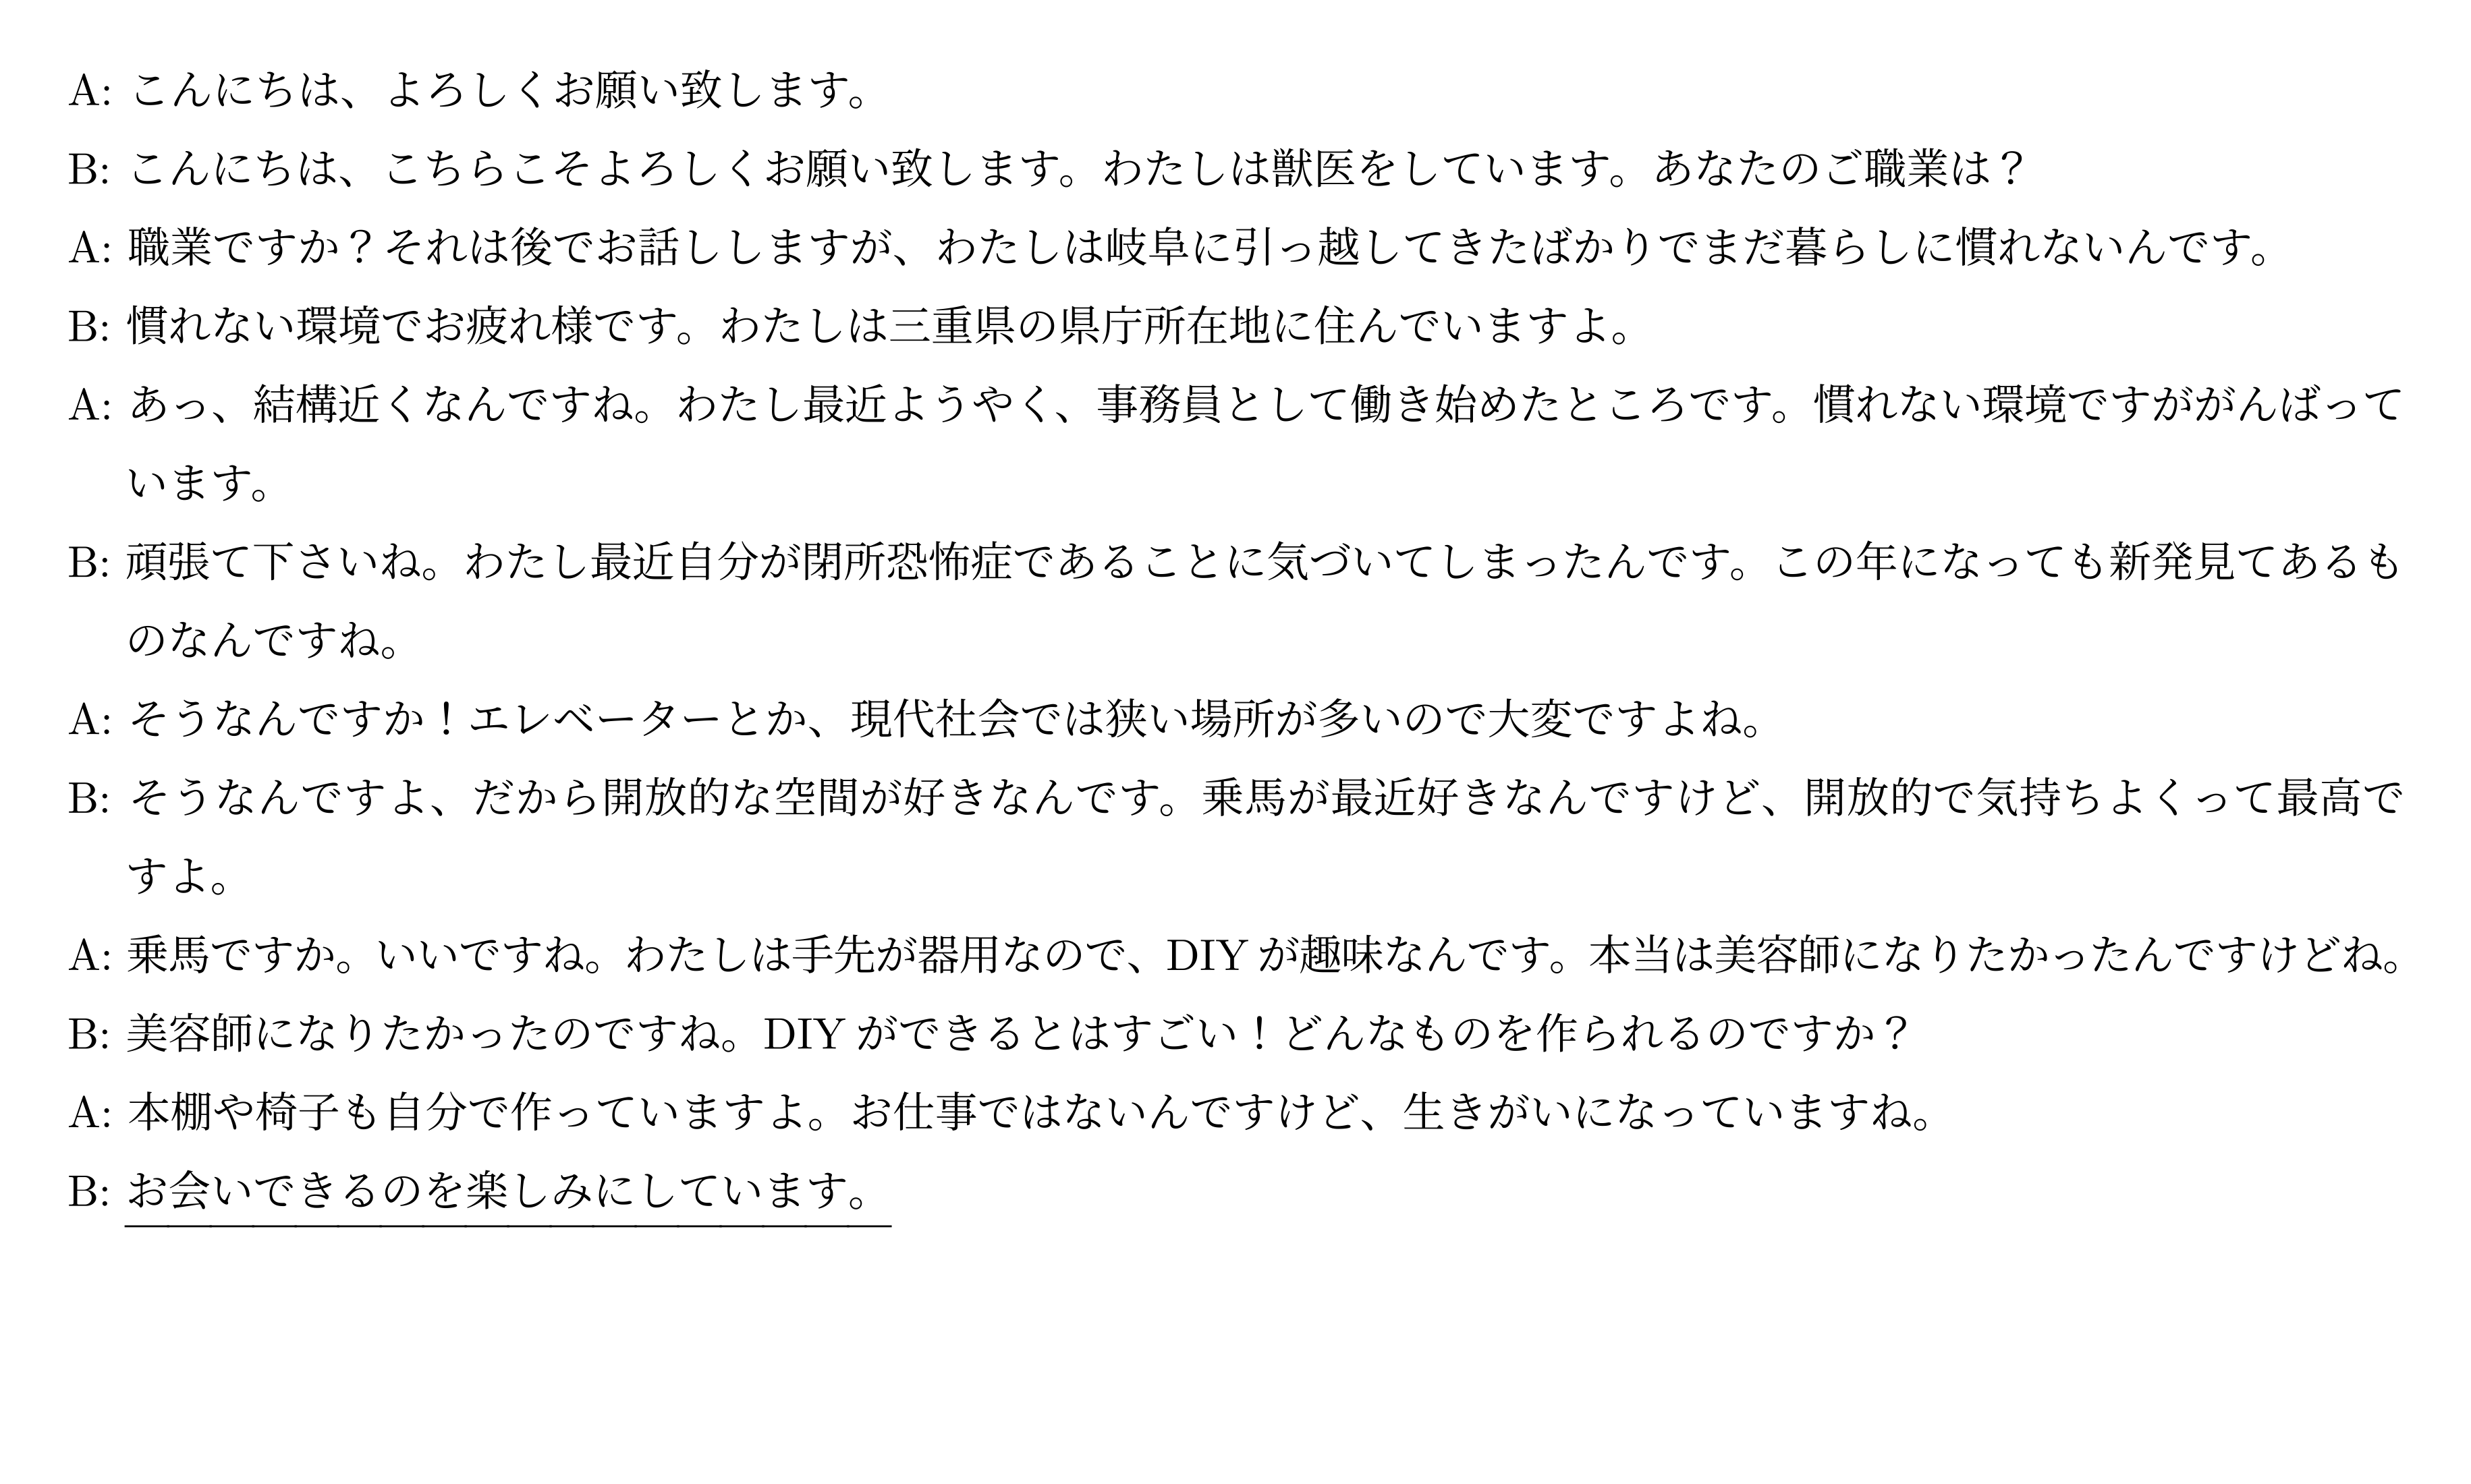 A: こんにちは、よろしくお願い致します。
B: こんにちは、こちらこそよろしくお願い致します。わたしは獣医をしています。あなたのご職業は？
A: 職業ですか？それは後でお話ししますが、わたしは岐阜に引っ越してきたばかりでまだ暮らしに慣れないんです。
B: 慣れない環境でお疲れ様です。わたしは三重県の県庁所在地に住んでいますよ。
A: あっ、結構近くなんですね。わたし最近ようやく、事務員として働き始めたところです。慣れない環境ですががんばって
います。
B: 頑張て下さいね。わたし最近自分が閉所恐怖症であることに気づいてしまったんです。この年になっても新発見てあるも
のなんですね。
A: そうなんですか！エレベーターとか、現代社会では狭い場所が多いので大変ですよね。
B: そうなんですよ、だから開放的な空間が好きなんです。乗馬が最近好きなんですけど、開放的で気持ちよくって最高で
すよ。
A: 乗馬ですか。いいですね。わたしは手先が器用なので、DIY が趣味なんです。本当は美容師になりたかったんですけどね。
B: 美容師になりたかったのですね。DIY ができるとはすごい！どんなものを作られるのですか？
A: 本棚や椅子も自分で作っていますよ。お仕事ではないんですけど、生きがいになっていますね。
B: お会いできるのを楽しみにしています。